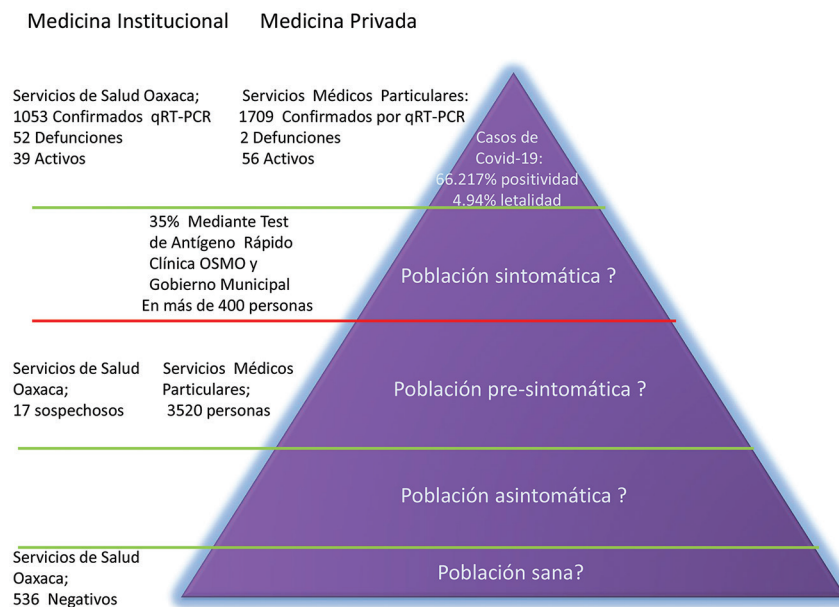 Medicina Institucional
Medicina Privada
Servicios de Salud Oaxaca;
1053 Confirmados qRT-PCR
52 Defunciones
39 Activos
Servicios Médicos Particulares:
1709 Confirmados por qRT-PCR
2 Defunciones
56 Activos
Casos de
Covid-19:
66.217% positividad
4.94% letalidad
35% Mediante Test
de Antígeno Rápido
Clínica OSMO y
Gobierno Municipal
En más de 400 personas
Población sintomática ?
Servicios de Salud
Oaxaca;
17 sospechosos
Servicios Médicos
Particulares;
3520 personas
Población pre-sintomática ?
Población asintomática ?
Servicios de Salud
Oaxaca;
536 Negativos
Población sana?